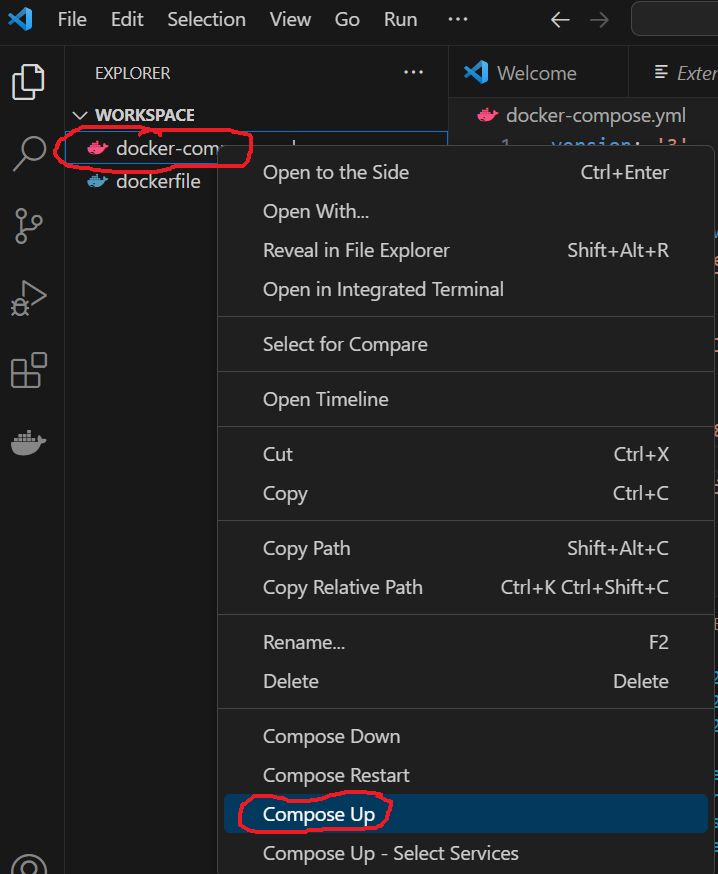 File Edit Selection View Go Run ···
EXPLORER ···
Welcome
WORKSPACE
docker-compose.yml
1 version: '3'
dockerfile
Open to the Side Ctrl+Enter
Open With...
Reveal in File Explorer Shift+Alt+R
Open in Integrated Terminal
Select for Compare
Open Timeline
Cut Ctrl+X
Copy Ctrl+C
Copy Path Shift+Alt+C
Copy Relative Path Ctrl+K Ctrl+Shift+C
Rename... F2
Delete Delete
Compose Down
Compose Restart
Compose Up
Compose Up - Select Services